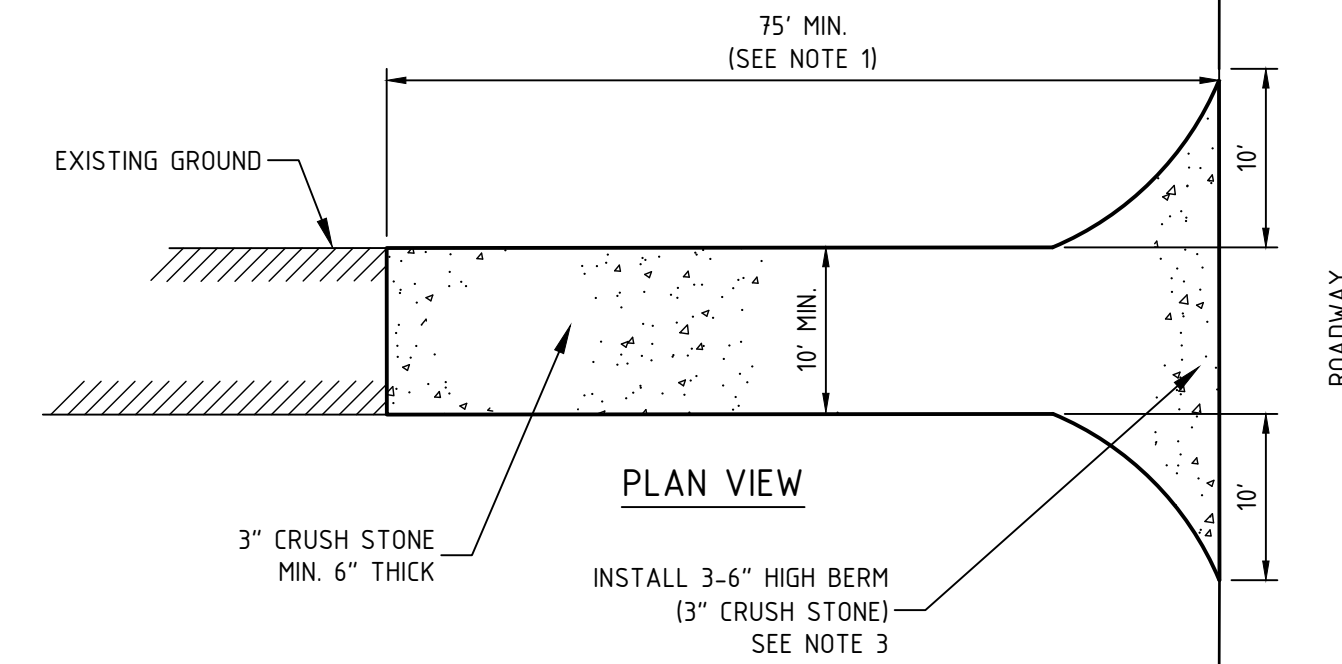 75' MIN.
(SEE NOTE 1)
EXISTING GROUND
10'
10' MIN.
ROADWAY
PLAN VIEW
10'
3" CRUSH STONE
MIN. 6" THICK
INSTALL 3-6" HIGH BERM
(3" CRUSH STONE)
SEE NOTE 3